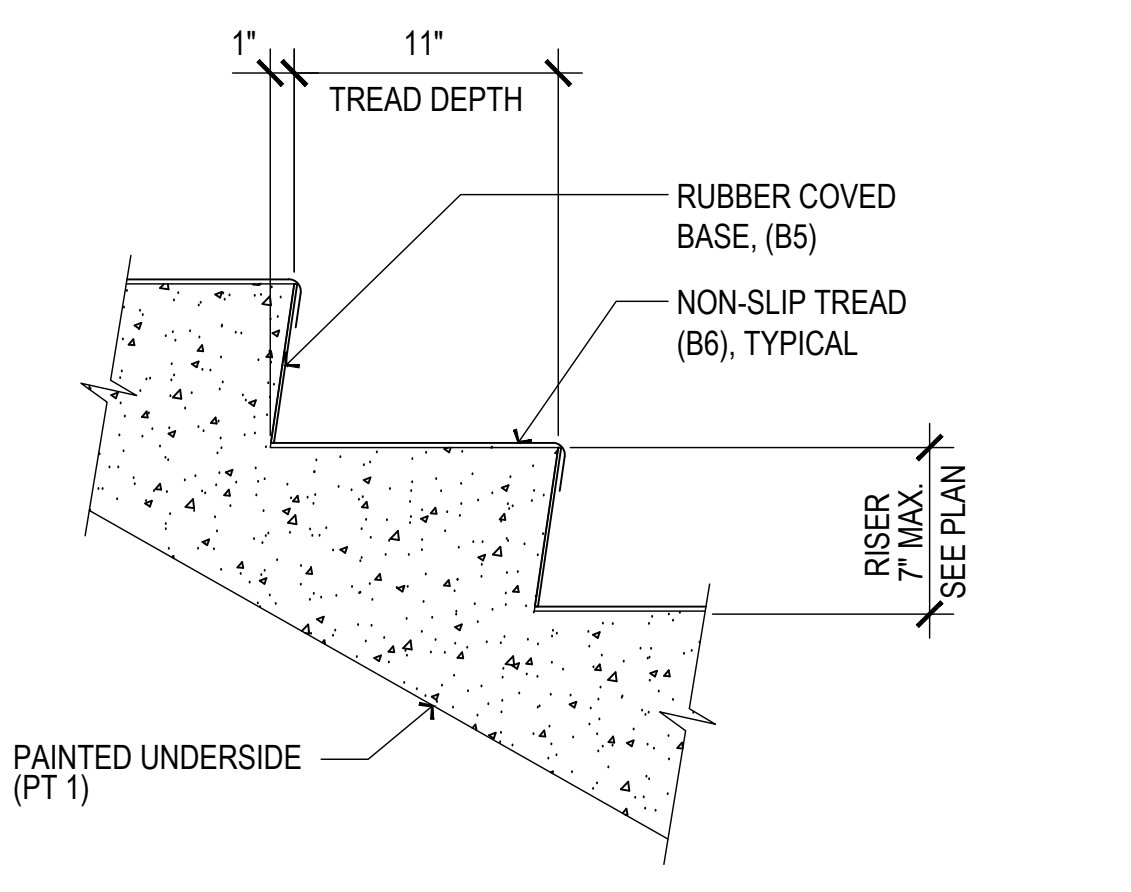 1" 11"
TREAD DEPTH
RUBBER COVED
BASE, (B5)
NON-SLIP TREAD
(B6), TYPICAL
RISER
7" MAX.
SEE PLAN
PAINTED UNDERSIDE
(PT 1)